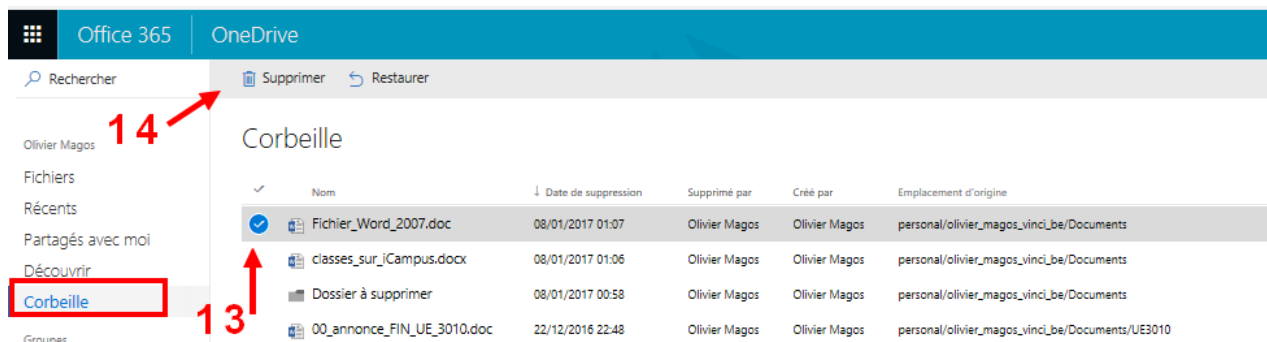 Office 365 OneDrive
Rechercher Supprimer Restaurer
14
Olivier Magos
Corbeille
Fichiers
Récents
Partagés avec moi
Découvrir
Corbeille
Groupes
13
Nom Date de suppression Supprimé par Créé par Emplacement d'origine
Fichier_Word_2007.doc 08/01/2017 01:07 Olivier Magos Olivier Magos personal/olivier_magos_vinci_be/Documents
classes_sur_iCampus.docx 08/01/2017 01:06 Olivier Magos Olivier Magos personal/olivier_magos_vinci_be/Documents
Dossier à supprimer 08/01/2017 00:58 Olivier Magos Olivier Magos personal/olivier_magos_vinci_be/Documents
00_annonce_FIN_UE_3010.doc 22/12/2016 22:48 Olivier Magos Olivier Magos personal/olivier_magos_vinci_be/Documents/UE3010